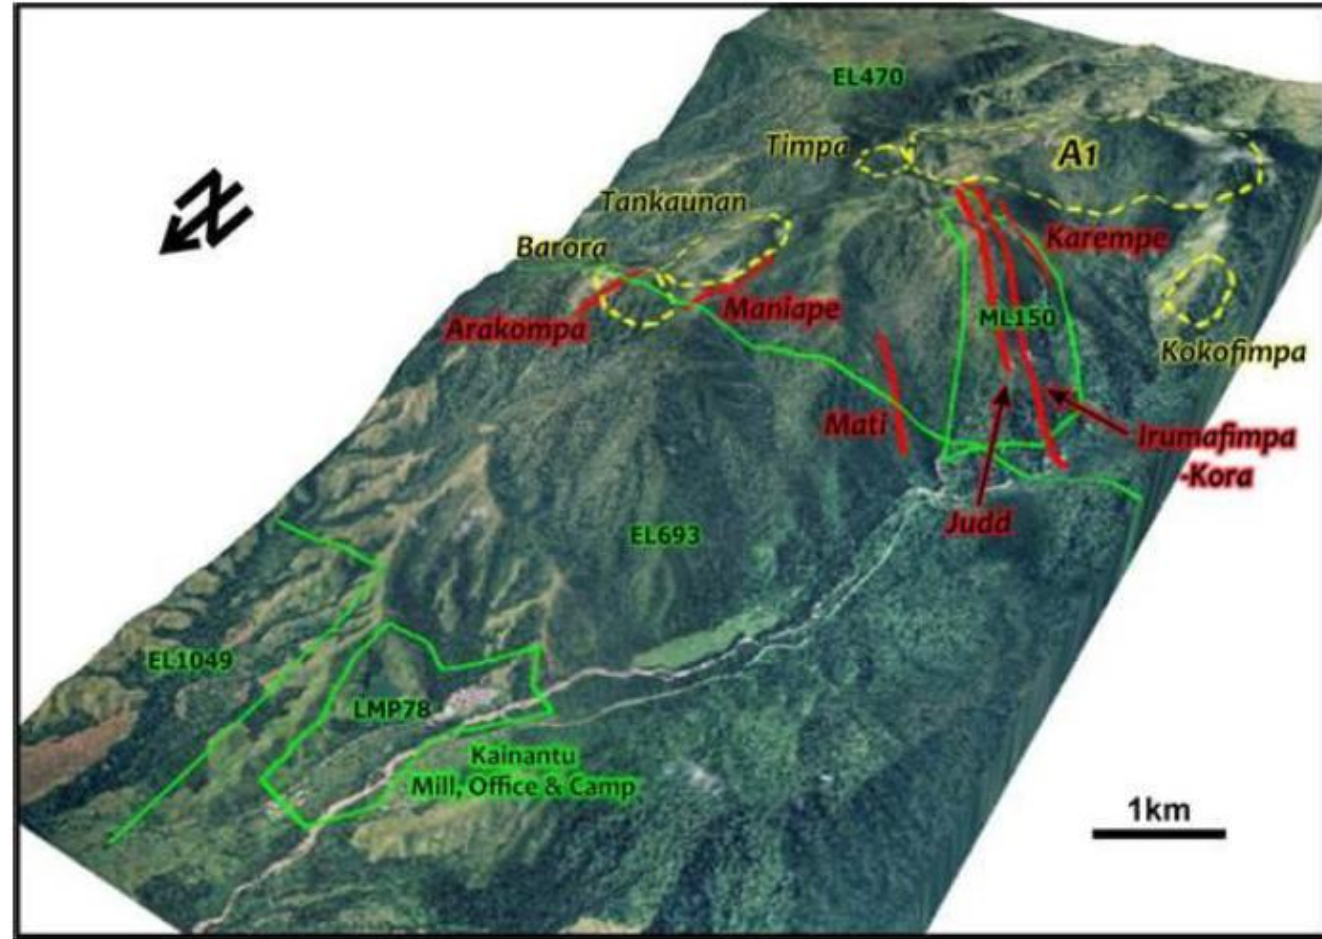 EL470
Timpa
A1
Tankaunan
Barora
Karempe
Arakompa
Maniape
ML150
Kokofimpa
Mati
Irumafimpa
-Kora
Judd
EL693
EL1049
LMP78
Kainantu
Mill, Office & Camp
1km
N